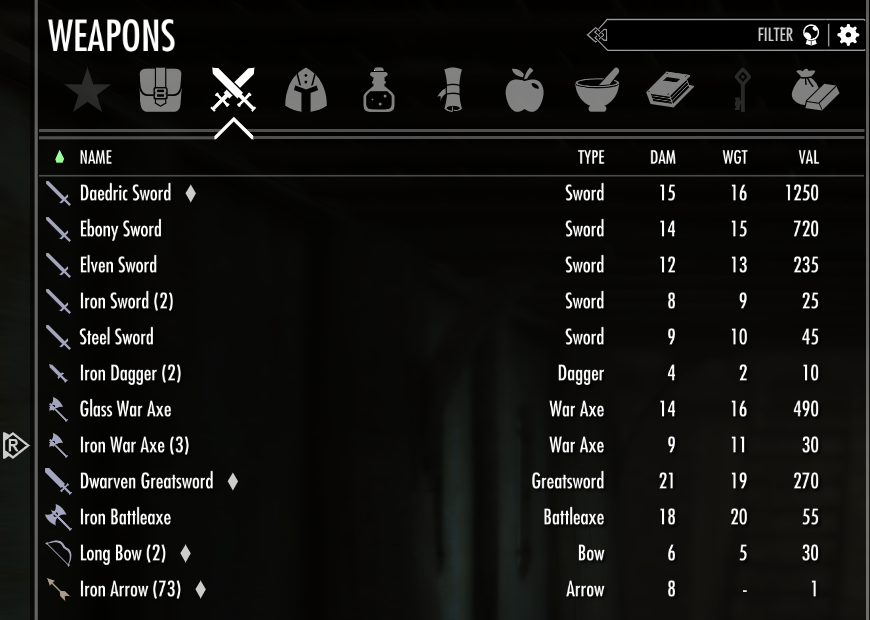 WEAPONS
FILTER
NAME TYPE DAM WGT VAL
Daedric Sword Sword 15 16 1250
Ebony Sword Sword 14 15 720
Elven Sword Sword 12 13 235
Iron Sword (2) Sword 8 9 25
Steel Sword Sword 9 10 45
Iron Dagger (2) Dagger 4 2 10
Glass War Axe War Axe 14 16 490
R Iron War Axe (3) War Axe 9 11 30
Dwarven Greatsword Greatsword 21 19 270
Iron Battleaxe Battleaxe 18 20 55
Long Bow (2) Bow 6 5 30
Iron Arrow (73) Arrow 8 - 1